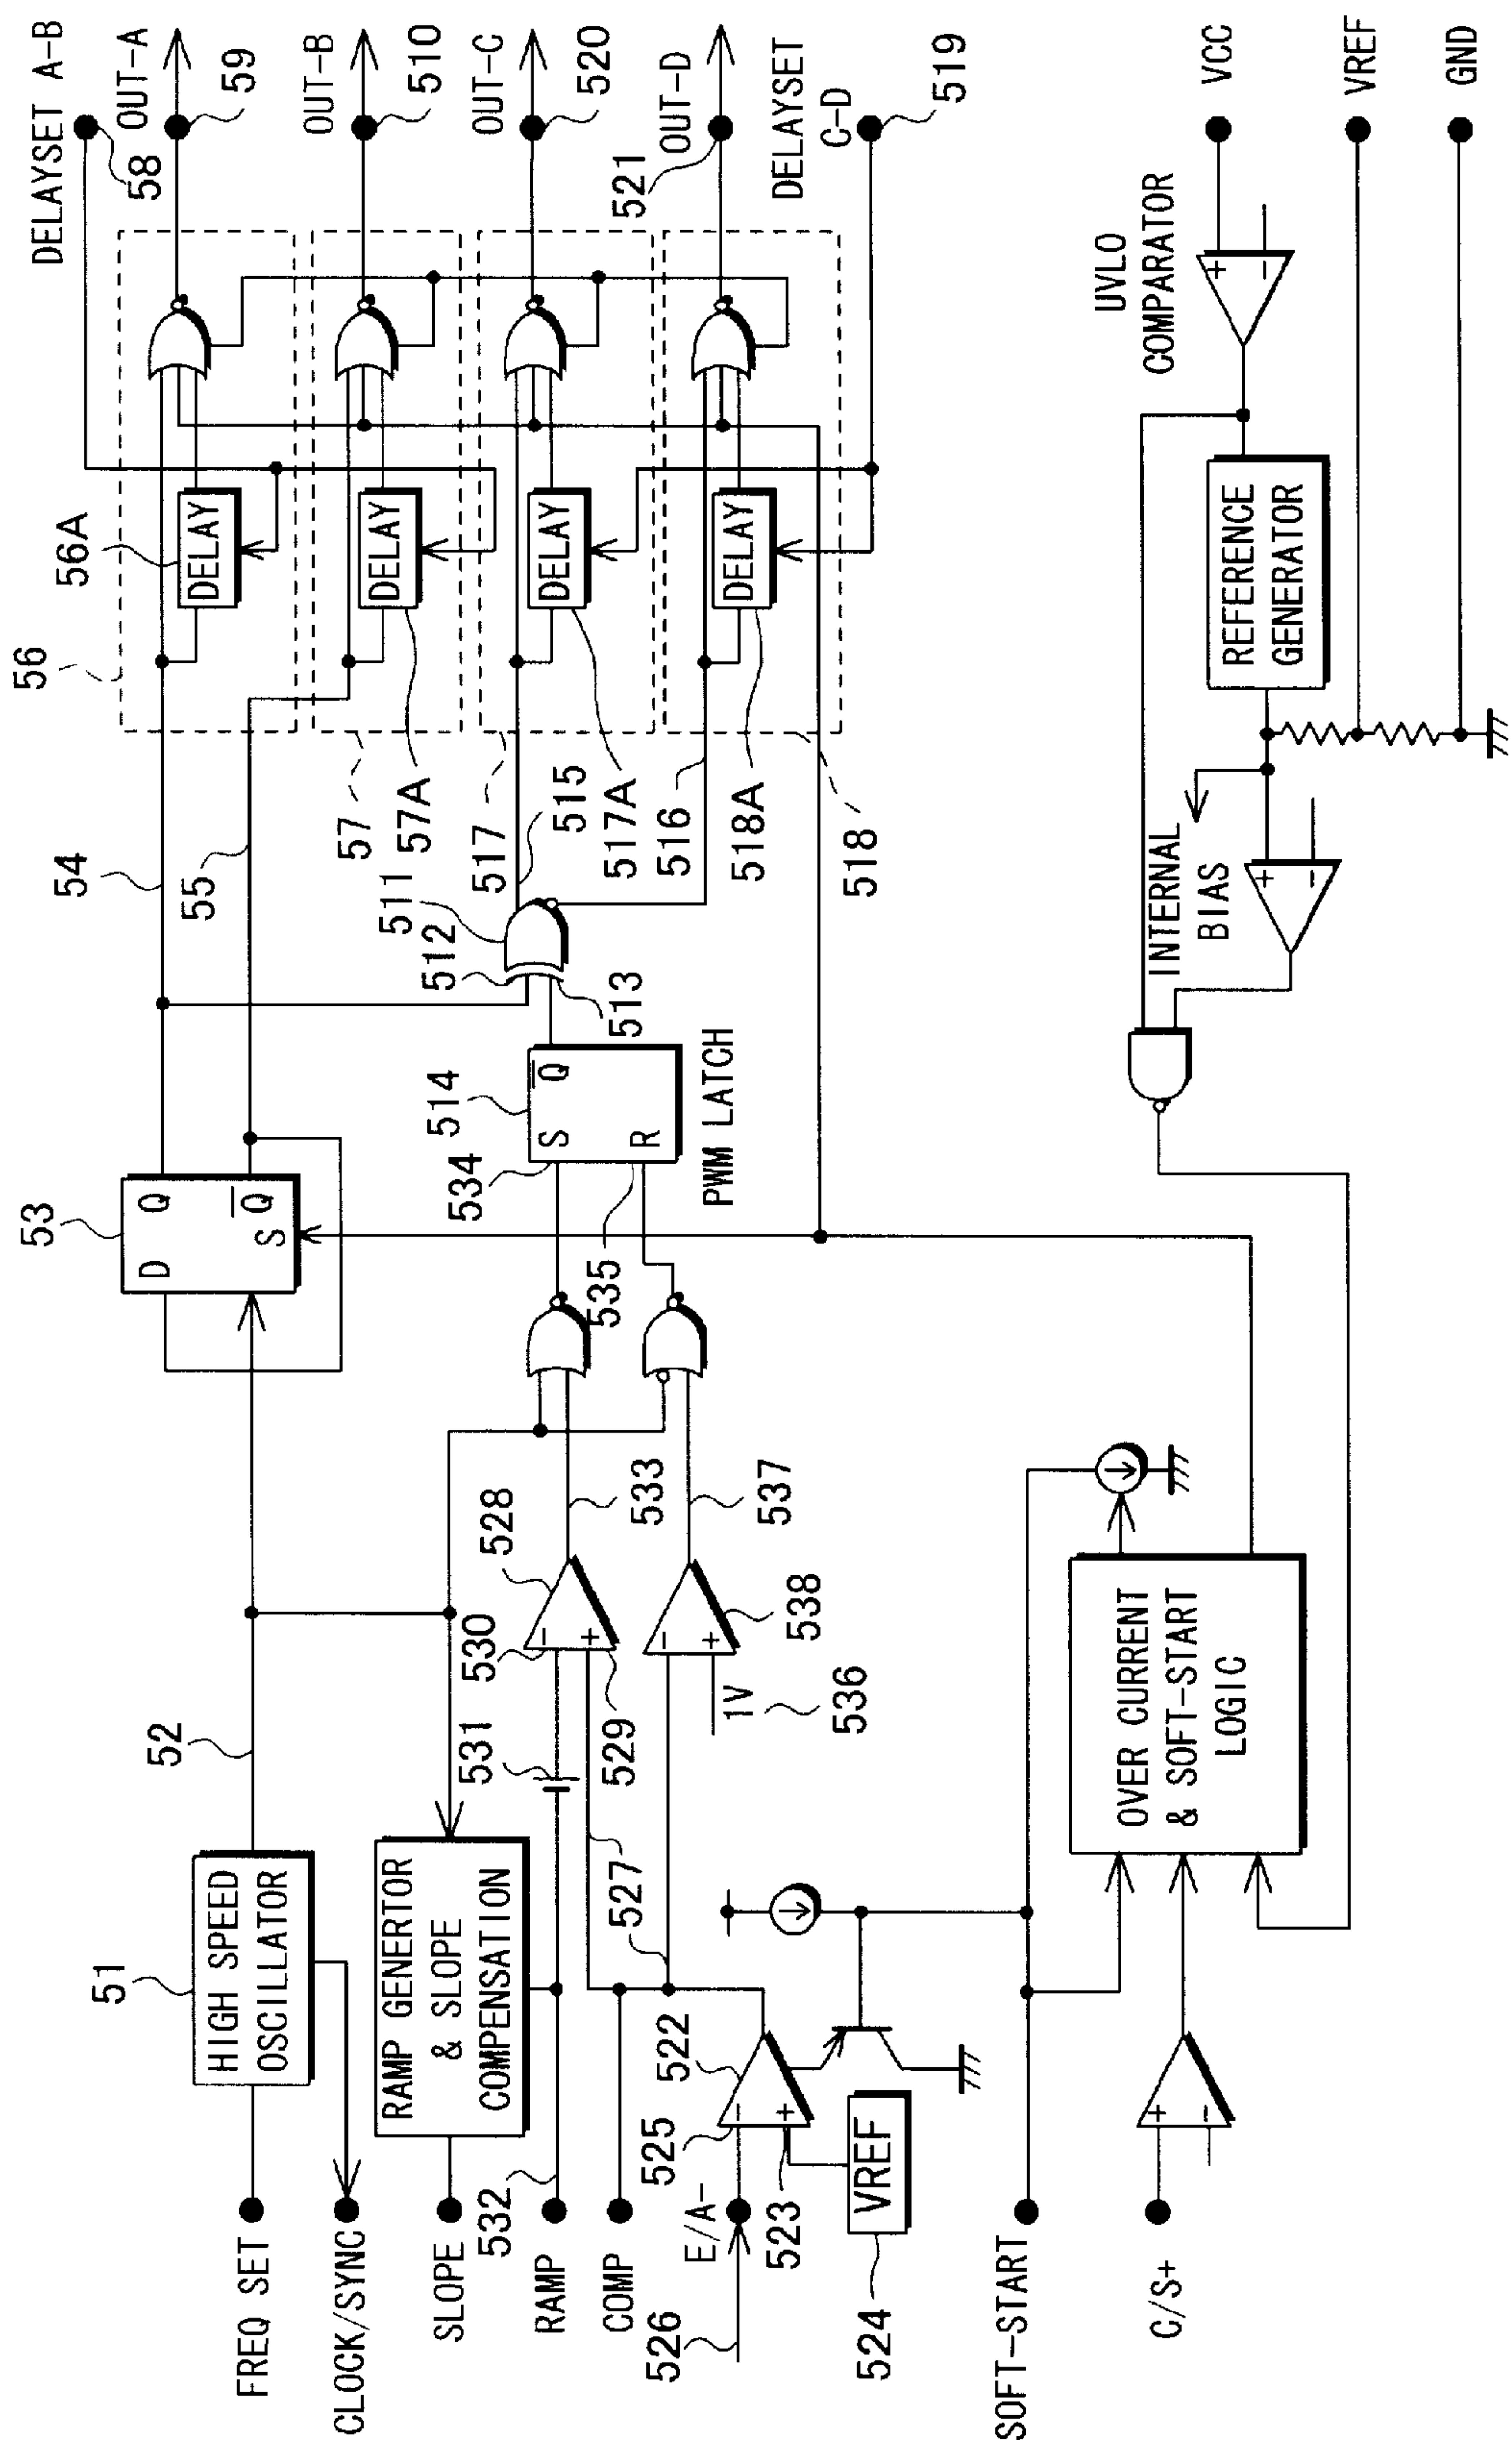 FREQ SET
CLOCK/SYNC
SLOPE
RAMP
COMP
E/A-
SOFT-START
C/S+
526
532
51
HIGH SPEED
OSCILLATOR
52
RAMP GENERTOR
& SLOPE
COMPENSATION
531
530
529
528
533
527
525
522
523
VREF
524
-
+
-
+
-
+
1V
536
538
537
OVER CURRENT
& SOFT-START
LOGIC
+
-
53
D
Q
S
Q
534
535
514
S
R
Q
PWM LATCH
513
512
511
54
55
515
516
56
56A
DELAY
57
57A
DELAY
517
517A
DELAY
518
518A
DELAY
DELAYSET A-B
58
OUT-A
59
OUT-B
510
OUT-C
520
OUT-D
521
DELAYSET
C-D
519
INTERNAL
BIAS
+
-
REFERENCE
GENERATOR
UVLO
COMPARATOR
+
-
VCC
VREF
GND